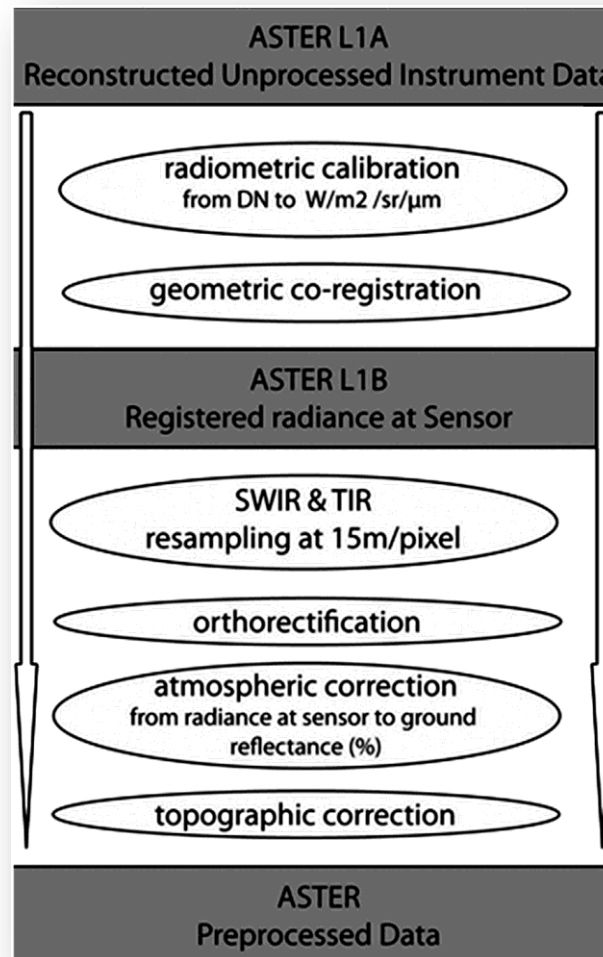 ASTER L1A
Reconstructed Unprocessed Instrument Data
radiometric calibration
from DN to W/m2 /sr/µm
geometric co-registration
ASTER L1B
Registered radiance at Sensor
SWIR & TIR
resampling at 15m/pixel
orthorectification
atmospheric correction
from radiance at sensor to ground
reflectance (%)
topographic correction
ASTER
Preprocessed Data